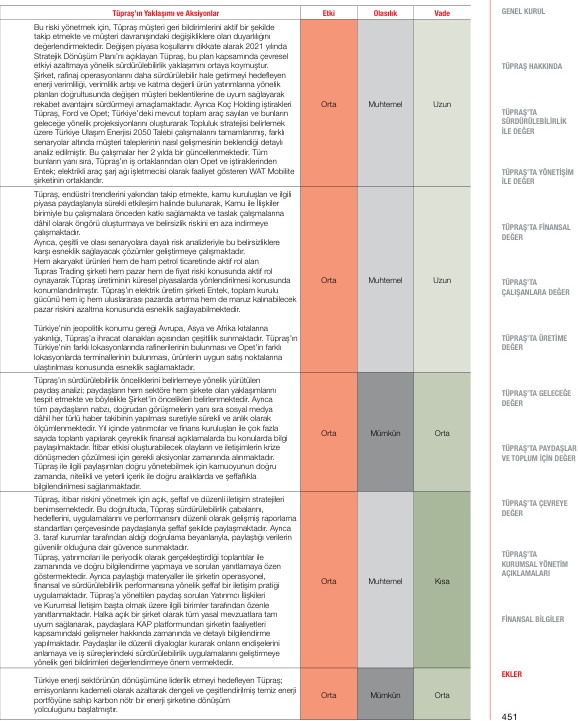 Tüpraş'ın Yaklaşımı ve Aksiyonlar
Etki
Olasılık
Vade
Bu riski yönetmek için, Tüpraş müşteri geri bildirimlerini aktif bir şekilde
takip etmekte ve müşteri davranışındaki değişikliklere olan duyarlılığını
değerlendirmektedir. Değişen piyasa koşullarını dikkate alarak 2021 yılında
Stratejik Dönüşüm Planı'nı açıklayan Tüpraş, bu plan kapsamında çevresel
etkiyi azaltmaya yönelik sürdürülebilirlik yaklaşımını ortaya koymuştur.
Şirket, rafinaj operasyonlarını daha sürdürülebilir hale getirmeyi hedefleyen
enerji verimliliği, verimlilik artışı ve katma değerli ürün yatırımlarına yönelik
planları doğrultusunda değişen müşteri beklentilerine de uyum sağlayarak
rekabet avantajını sürdürmeyi amaçlamaktadır. Ayrıca Koç Holding iştirakleri
Tüpraş, Ford ve Opet; Türkiye'deki mevcut toplam araç sayıları ve bunların
geleceğe yönelik projeksiyonlarını oluşturarak Topluluk stratejisi belirlemek
üzere Türkiye Ulaşım Enerjisi 2050 Talebi çalışmalarını tamamlarınış, farklı
senaryolar altında müşteri taleplerinin nasıl gelişmesinin beklendiği detaylı
analiz edilmiştir. Bu çalışmalar her 2 yılda bir güncellenmektedir. Tüm
bunların yanı sıra, Tüpraş'ın iş ortaklarından olan Opet ve iştiraklerinden
Entek; elektrikli araç şarj ağı işletmecisi olarak faaliyet gösteren WAT Mobilite
şirketinin ortaklarıdır.
Orta
Muhtemel
Uzun
Tüpraş, endüstri trendlerini yakından takip etmekte, kamu kuruluşları ve ilgili
piyasa paydaşlarıyla sürekli etkileşim halinde bulunarak, Kamu ile İlişkiler
birimiyle bu çalışmalara önceden katkı sağlamakta ve taslak çalışmalarına
dâhil olarak öngörü oluşturmaya ve belirsizlik riskini en aza indirmeye
çalışmaktadır.
Ayrıca, çeşitli ve olası senaryolara dayalı risk analizleriyle bu belirsizliklere
karşı esneklik sağlayacak çözümler geliştirmeye çalışmaktadır.
Hem akaryakıt ürünleri hem de ham petrol ticaretinde aktif rol alan
Tupras Trading şirketi hem pazar hem de fiyat riski konusunda aktif rol
oynayarak Tüpraş üretiminin küresel piyasalarda yönlendirilmesi konusunda
konumlandırılmıştır. Tüpraş'ın elektrik üretim şirketi Entek, toplam kurulu
gücünü hem iç hem uluslararası pazarda artırma hem de maruz kalınabilecek
pazar riskini azaltma konusunda esneklik sağlayabilmektedir.
Türkiye'nin jeopolitik konumu gereği Avrupa, Asya ve Afrika kıtalarına
yakınlığı, Tüpraş'a ihracat olanakları açısından çeşitlilik sunmaktadır. Tüpraş'ın
Türkiye'nin farklı lokasyonlarında rafinerilerinin bulunması ve Opet'in farklı
lokasyonlarda terminallerinin bulunması, ürünlerin uygun satış noktalarına
ulaştırılması konusunda esneklik sağlamaktadır.
Orta
Muhtemel
Uzun
Tüpraş'ın sürdürülebilirlik önceliklerini belirlemeye yönelik yürütülen
paydaş analizi; paydaşların hem sektöre hem şirkete olan yaklaşımlarını
tespit etmekte ve böylelikle Şirket'in öncelikleri belirlenmektedir. Ayrıca
tüm paydaşların nabzı, doğrudan görüşmelerin yanı sıra sosyal medya
dâhil her türlü haber takibinin yapılması suretiyle sürekli ve anlık olarak
ölçümlenmektedir. Yıl içinde yatırımcılar ve finans kuruluşları ile çok fazla
sayıda toplantı yapılarak çeyreklik finansal açıklamalarda bu konularda bilgi
paylaşılmaktadır. İtibar etkisi oluşturabilecek olayların ve iletişimlerin krize
dönüşmeden çözülmesi için gerekli aksiyonlar zamanında alınmaktadır.
Tüpraş ile ilgili paylaşımları doğru yönetebilmek için kamuoyunun doğru
zamanda, nitelikli ve yeterli içerik ile doğru aralıklarda ve şeffaflıkla
bilgilendirilmesi sağlanmaktadır.
Orta
Mümkün
Orta
Tüpraş, itibar riskini yönetmek için açık, şeffaf ve düzenli iletişim stratejileri
benimsemektedir. Bu doğrultuda, Tüpraş sürdürülebilirlik çabalarını,
hedeflerini, uygulamalarını ve performansını düzenli olarak gelişmiş raporlama
standartları çerçevesinde paydaşlarıyla şeffaf şekilde paylaşmaktadır. Ayrıca
3. taraf kurumlar tarafından aldığı doğrulama beyanlarıyla, paylaştığı verilerin
güvenilir olduğuna dair güvence sunmaktadır.
Tüpraş, yatırımcıları ile periyodik olarak gerçekleştirdiği toplantılar ile
zamanında ve doğru bilgilendirme yapmaya ve soruları yanıtlamaya özen
göstermektedir. Ayrıca paylaştığı materyaller ile şirketin operasyonel,
finansal ve sürdürülebilirlik performansına yönelik şeffaf bir iletişim pratiği
uygulamaktadır. Tüpraş'a yöneltilen paydaş soruları Yatırımcı İlişkileri
ve Kurumsal İletişim başta olmak üzere ilgili birimler tarafından özenle
yanıtlanmaktadır. Halka açık bir şirket olarak tüm yasal mevzuatlara tam
uyum sağlanarak, paydaşlara KAP platformundan şirketin faaliyetleri
kapsamındaki gelişmeler hakkında zamanında ve detaylı bilgilendirme
yapılmaktadır. Paydaşlar ile düzenli diyaloglar kurarak onların endişelerini
anlamaya ve iş süreçlerindeki sürdürülebilirlik uygulamalarını geliştirmeye
yönelik geri bildirimleri değerlendirmeye önem vermektedir.
Orta
Muhtemel
Kısa
Türkiye enerji sektörünün dönüşümüne liderlik etmeyi hedefleyen Tüpraş;
emisyonlarını kademeli olarak azaltarak dengeli ve çeşitlendirilmiş temiz enerji
portföyüne sahip karbon nötr bir enerji şirketine dönüşüm
yolculuğunu başlatmıştır.
Orta
Mümkün
Orta
GENEL KURUL
TÜPRAŞ HAKKINDA
TÜPRAŞ'TA
SÜRDÜRÜLEBİLİRLİK
İLE DEĞER
TÜPRAŞ'TA YÖNETİŞİM
İLE DEĞER
TÜPRAŞ'TA FİNANSAL
DEĞER
TÜPRAŞ'TA
ÇALIŞANLARA DEĞER
TÜPRAŞ'TA ÜRETİME
DEĞER
TÜPRAŞ'TA GELECEĞE
DEĞER
TÜPRAŞ'TA PAYDAŞLAR
VE TOPLUM İÇİN DEĞER
TÜPRAŞ'TA ÇEVREYE
DEĞER
TÜPRAŞ'TA
KURUMSAL YÖNETİM
AÇIKLAMALARI
FİNANSAL BİLGİLER
EKLER
451